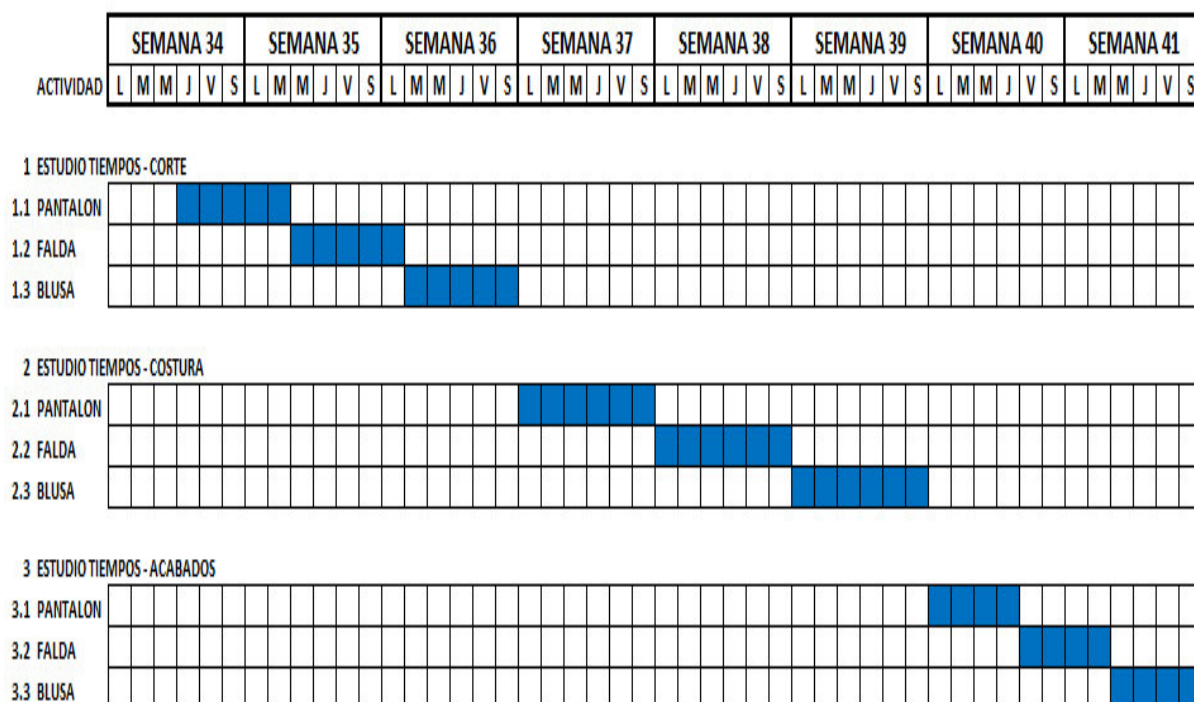 SEMANA 34 SEMANA 35 SEMANA 36 SEMANA 37 SEMANA 38 SEMANA 39 SEMANA 40 SEMANA 41
ACTIVIDAD L M M J V S L M M J V S L M M J V S L M M J V S L M M J V S L M M J V S L M M J V S L M M J V S
1 ESTUDIO TIEMPOS - CORTE
1.1 PANTALON
1.2 FALDA
1.3 BLUSA
2 ESTUDIO TIEMPOS - COSTURA
2.1 PANTALON
2.2 FALDA
2.3 BLUSA
3 ESTUDIO TIEMPOS - ACABADOS
3.1 PANTALON
3.2 FALDA
3.3 BLUSA